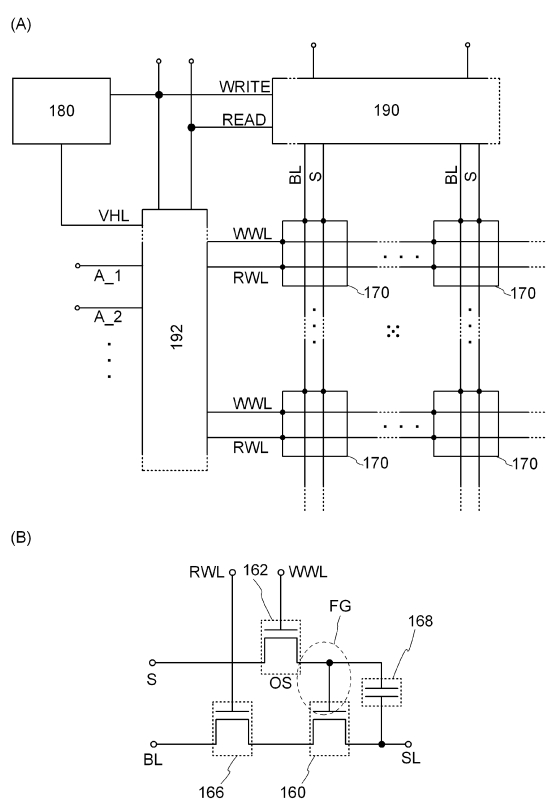 (A)
180
WRITE
190
READ
BL
S
BL
S
VHL
WWL
A_1
RWL
170
170
A_2
192
WWL
RWL
170
170
(B)
RWL
162
WWL
FG
168
S
OS
BL
SL
166
160